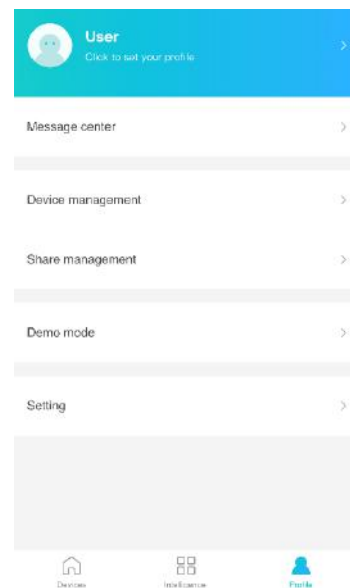 User
Click to set your profile
Message center
Device management
Share management
Demo mode
Setting
Devices
Intelligence
Profile